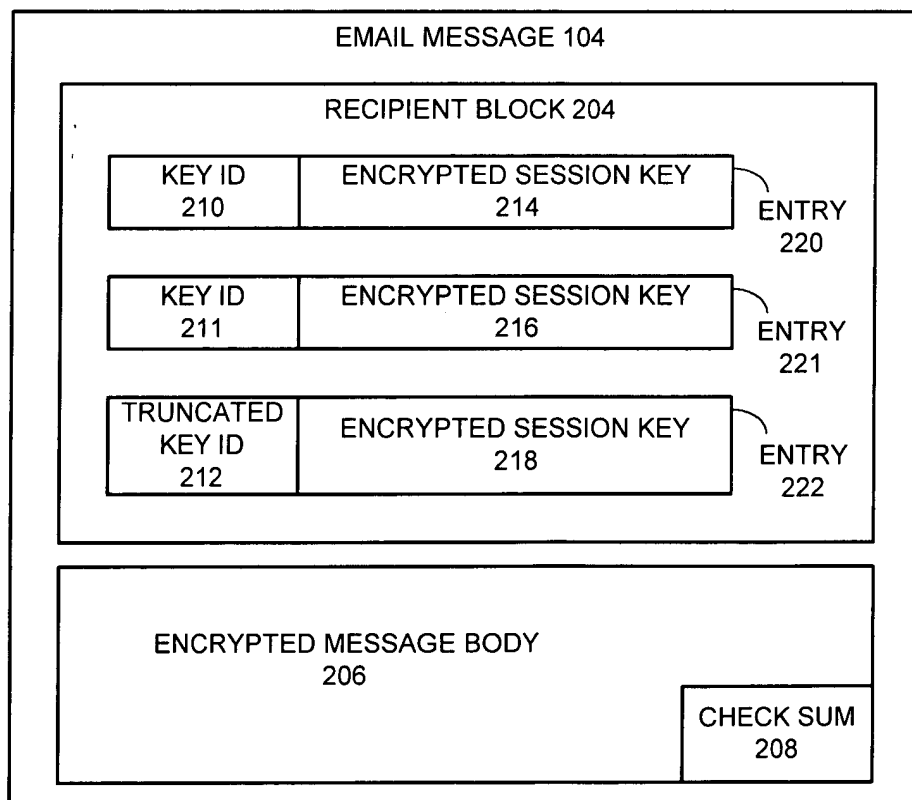 EMAIL MESSAGE 104
RECIPIENT BLOCK 204
KEY ID
210
ENCRYPTED SESSION KEY
214
ENTRY
220
KEY ID
211
ENCRYPTED SESSION KEY
216
ENTRY
221
TRUNCATED
KEY ID
212
ENCRYPTED SESSION KEY
218
ENTRY
222
ENCRYPTED MESSAGE BODY
206
CHECK SUM
208